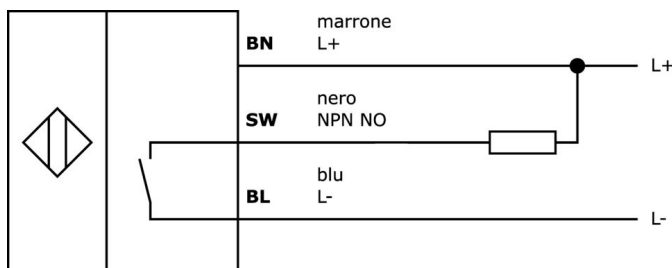 marrone
BN L+
L+
nero
SW NPN NO
blu
BL L-
L-